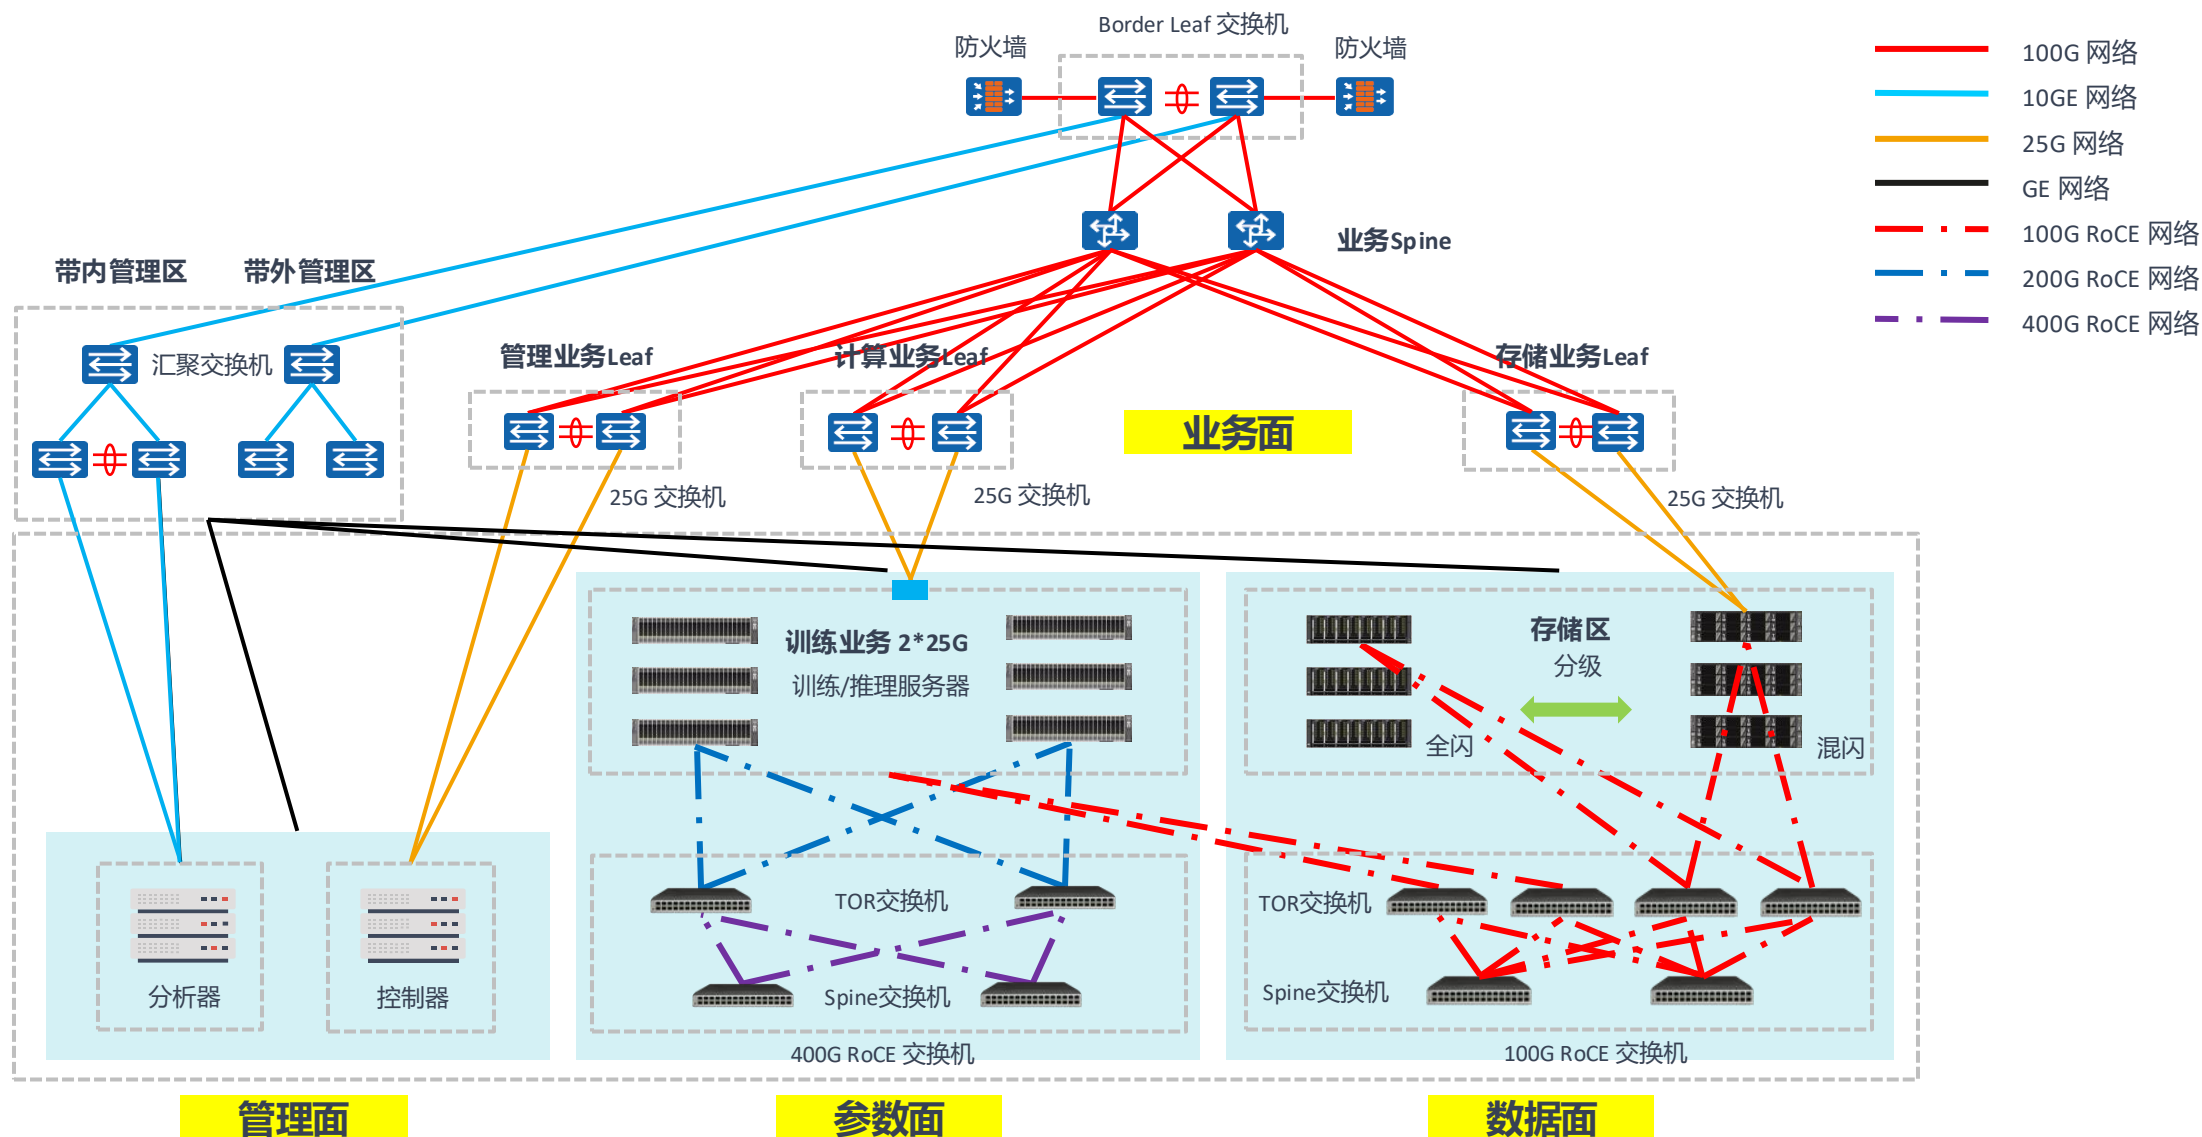 Border Leaf 交换机
防火墙
防火墙
100G 网络
10GE 网络
25G 网络
GE 网络
100G RoCE 网络
200G RoCE 网络
400G RoCE 网络
业务Spine
带内管理区
带外管理区
汇聚交换机
管理业务Leaf
计算业务Leaf
存储业务Leaf
业务面
25G 交换机
25G 交换机
25G 交换机
训练业务 2*25G
训练/推理服务器
存储区
分级
全闪
混闪
TOR交换机
TOR交换机
Spine交换机
Spine交换机
分析器
控制器
400G RoCE 交换机
100G RoCE 交换机
管理面
参数面
数据面